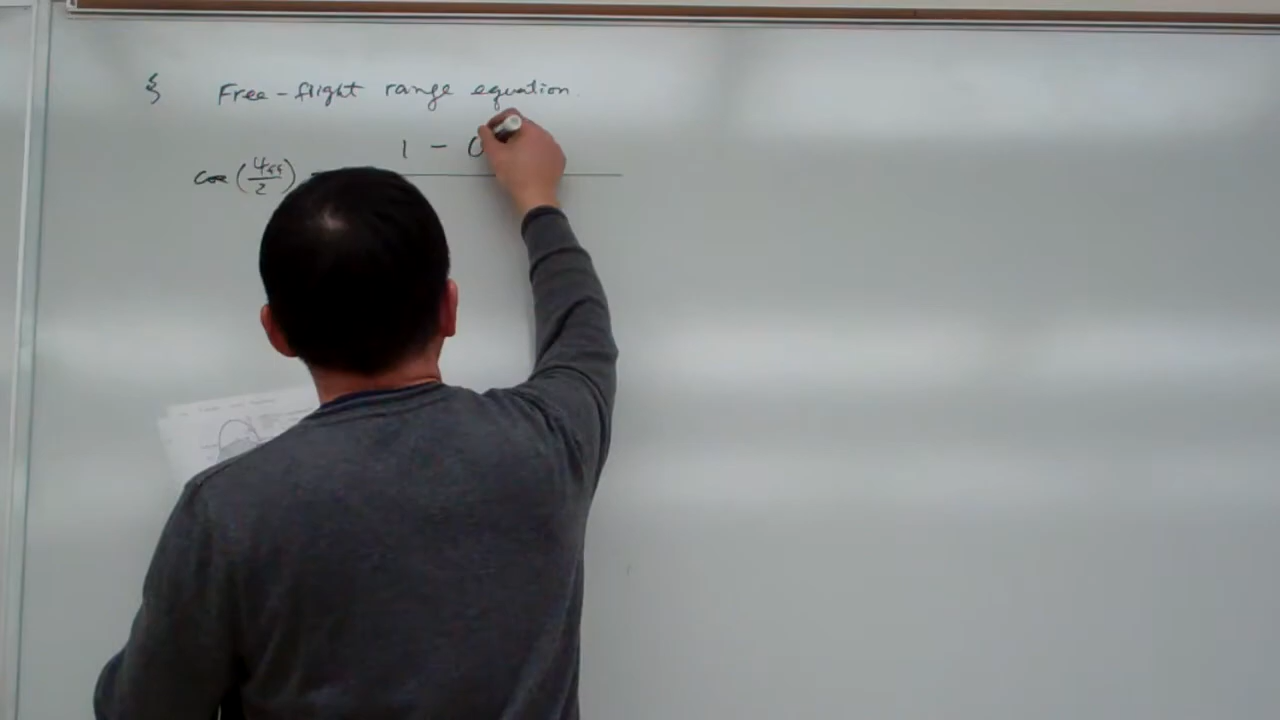 § Free-flight range equation
1 - Q
cos (Ψff/2)